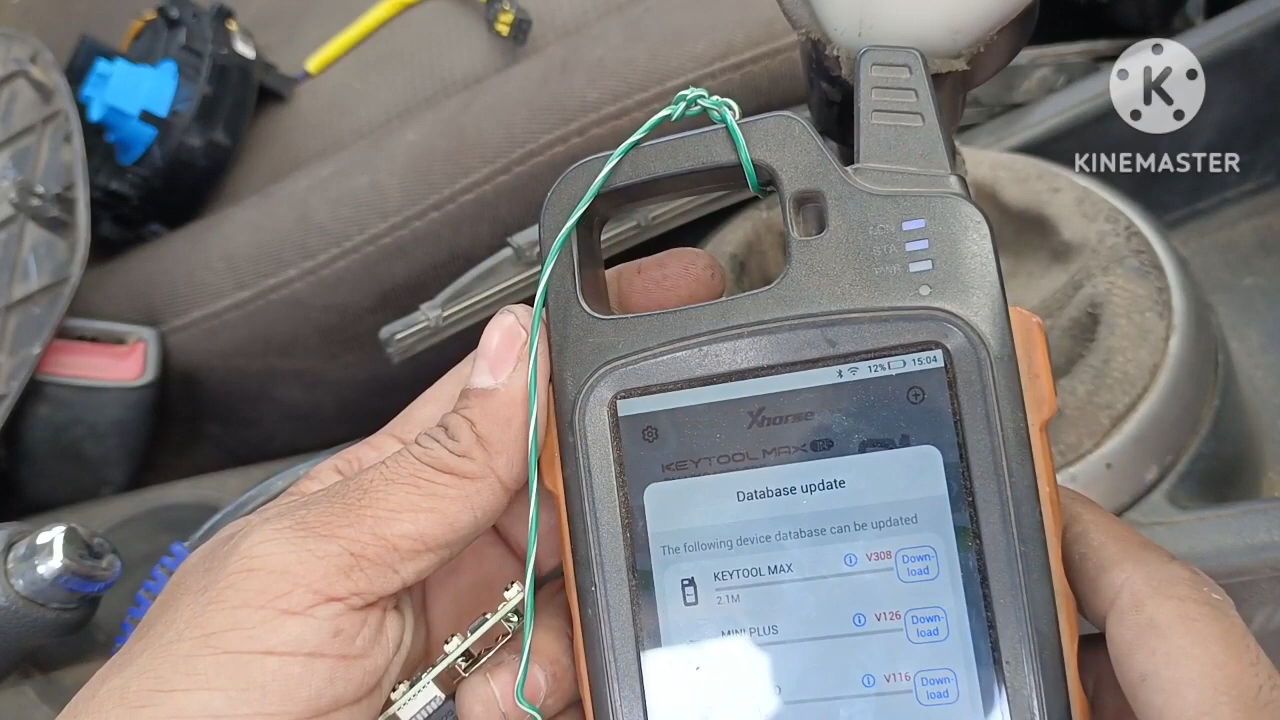 K
KINEMASTER
12% 15:04
Xhorse
KEYTOOL MAX
Database update
The following device database can be updated
KEYTOOL MAX
V308
Down-
load
2.1M
MINI PLUS
V126
Down-
load
V116
Down-
load